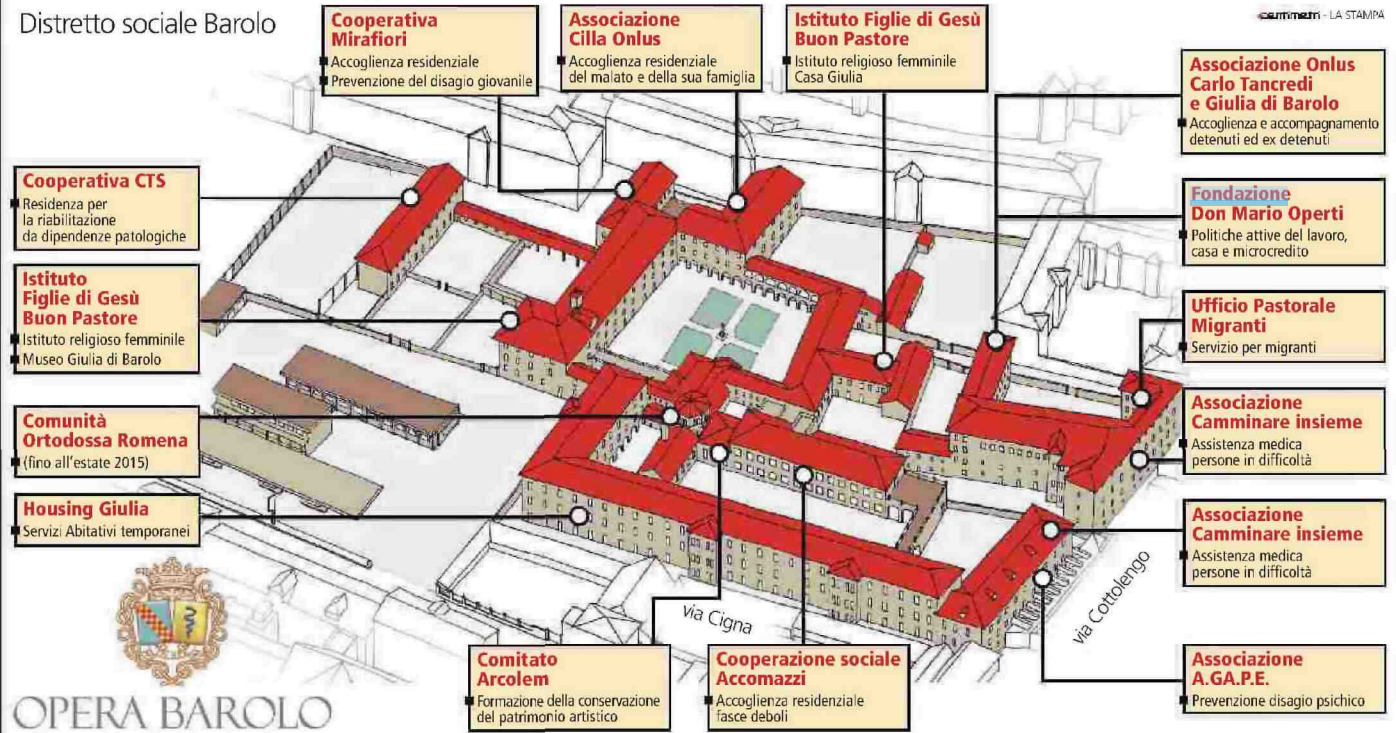 Distretto sociale Barolo
centimetri - LA STAMPA
Cooperativa
Mirafiori
Accoglienza residenziale
Prevenzione del disagio giovanile
Associazione
Cilla Onlus
Accoglienza residenziale
del malato e della sua famiglia
Istituto Figlie di Gesù
Buon Pastore
Istituto religioso femminile
Casa Giulia
Associazione Onlus
Carlo Tancredi
e Giulia di Barolo
Accoglienza e accompagnamento
detenuti ed ex detenuti
Cooperativa CTS
Residenza per
la riabilitazione
da dipendenze patologiche
Fondazione
Don Mario Operti
Politiche attive del lavoro,
casa e microcredito
Istituto
Figlie di Gesù
Buon Pastore
Istituto religioso femminile
Museo Giulia di Barolo
Ufficio Pastorale
Migranti
Servizio per migranti
Comunità
Ortodossa Romena
(fino all'estate 2015)
Associazione
Camminare insieme
Assistenza medica
persone in difficoltà
Housing Giulia
Servizi Abitativi temporanei
Associazione
Camminare insieme
Assistenza medica
persone in difficoltà
via Cigna
via Cottolengo
Comitato
Arcolem
Formazione della conservazione
del patrimonio artistico
Cooperazione sociale
Accomazzi
Accoglienza residenziale
fasce deboli
Associazione
A.GA.P.E.
Prevenzione disagio psichico
OPERA BAROLO